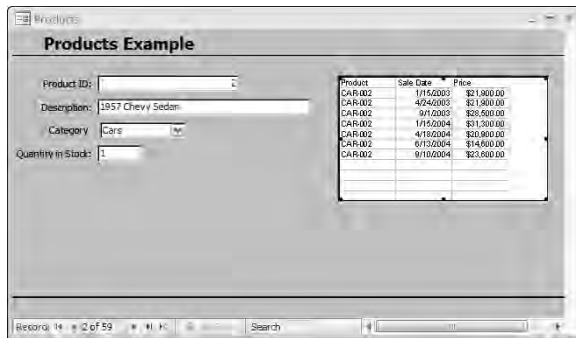 Products
Products Example
Product ID: 2
Description: 1957 Chevy Sedan
Category Cars
Quantity in Stock: 1
Product Sale Date Price
CAR-002 1/15/2003 $21,900.00
CAR-002 4/24/2003 $21,900.00
CAR-002 9/1/2003 $28,500.00
CAR-002 1/15/2004 $31,300.00
CAR-002 4/18/2004 $20,900.00
CAR-002 6/13/2004 $14,600.00
CAR-002 9/10/2004 $23,600.00
Record: 2 of 59 Search